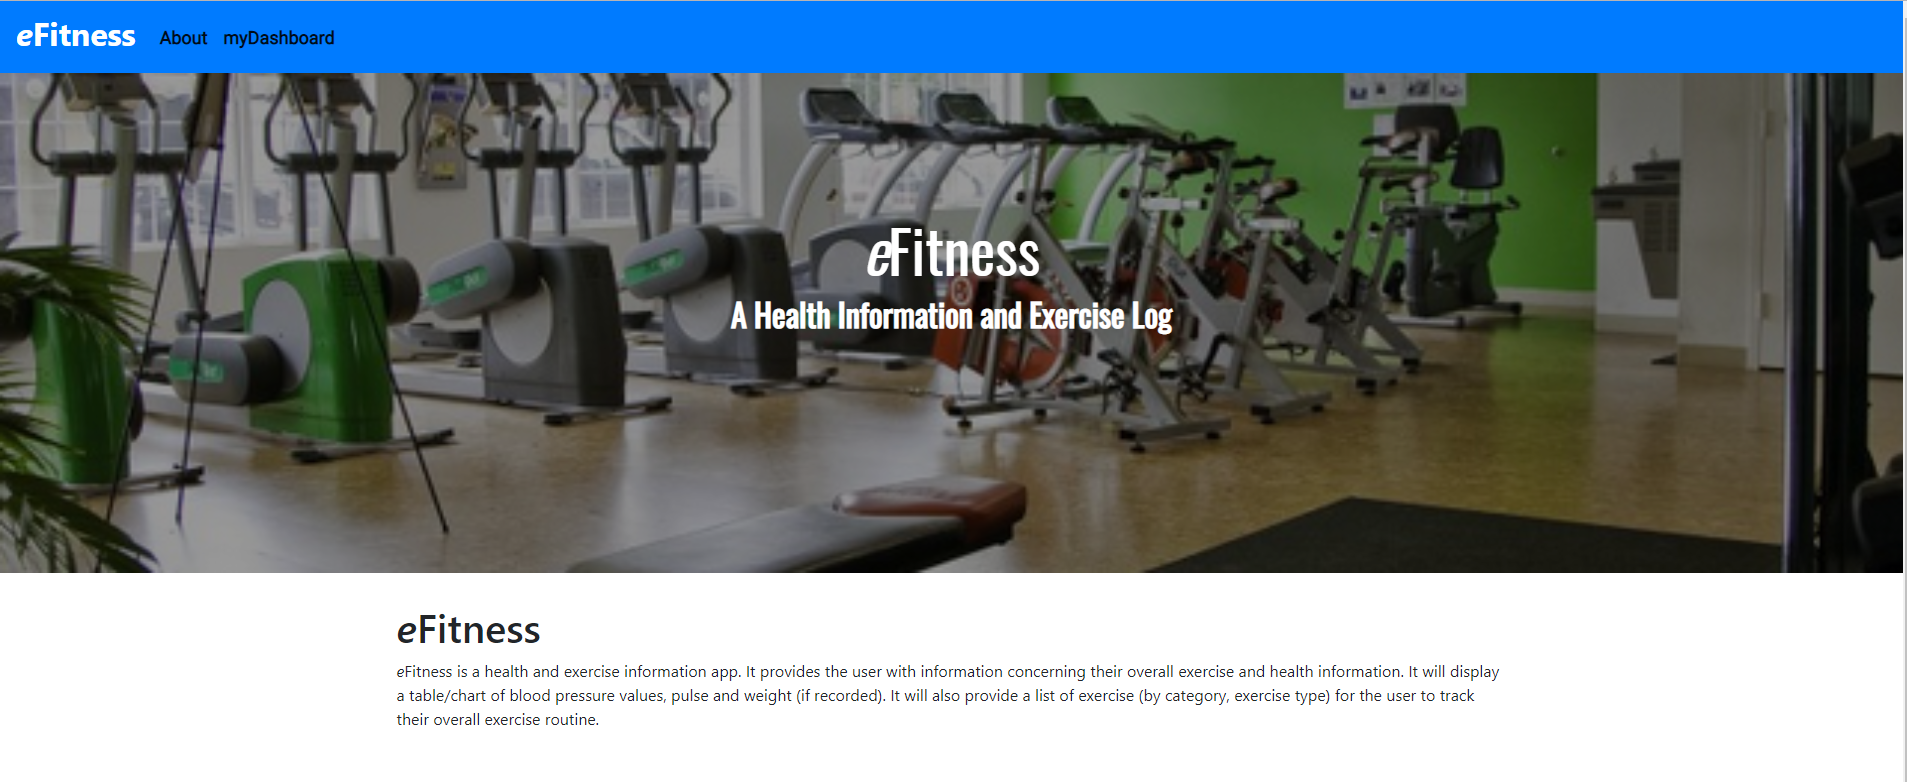 eFitness About myDashboard
eFitness
A Health Information and Exercise Log
eFitness
eFitness is a health and exercise information app. It provides the user with information concerning their overall exercise and health information. It will display
a table/chart of blood pressure values, pulse and weight (if recorded). It will also provide a list of exercise (by category, exercise type) for the user to track
their overall exercise routine.